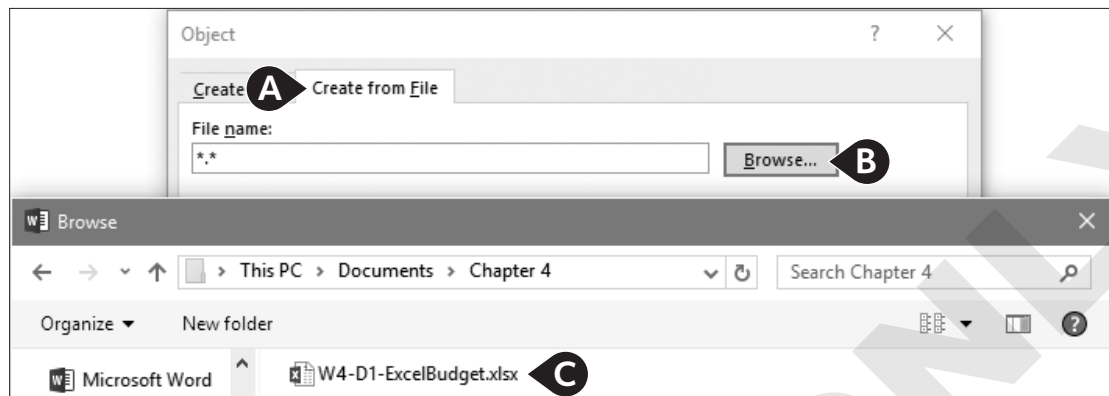 Object ?
Create A Create from File
File name:
*.* Browse... B
W Browse
This PC > Documents > Chapter 4 Search Chapter 4
Organize New folder ?
W Microsoft Word X W4-D1-ExcelBudget.xlsx C